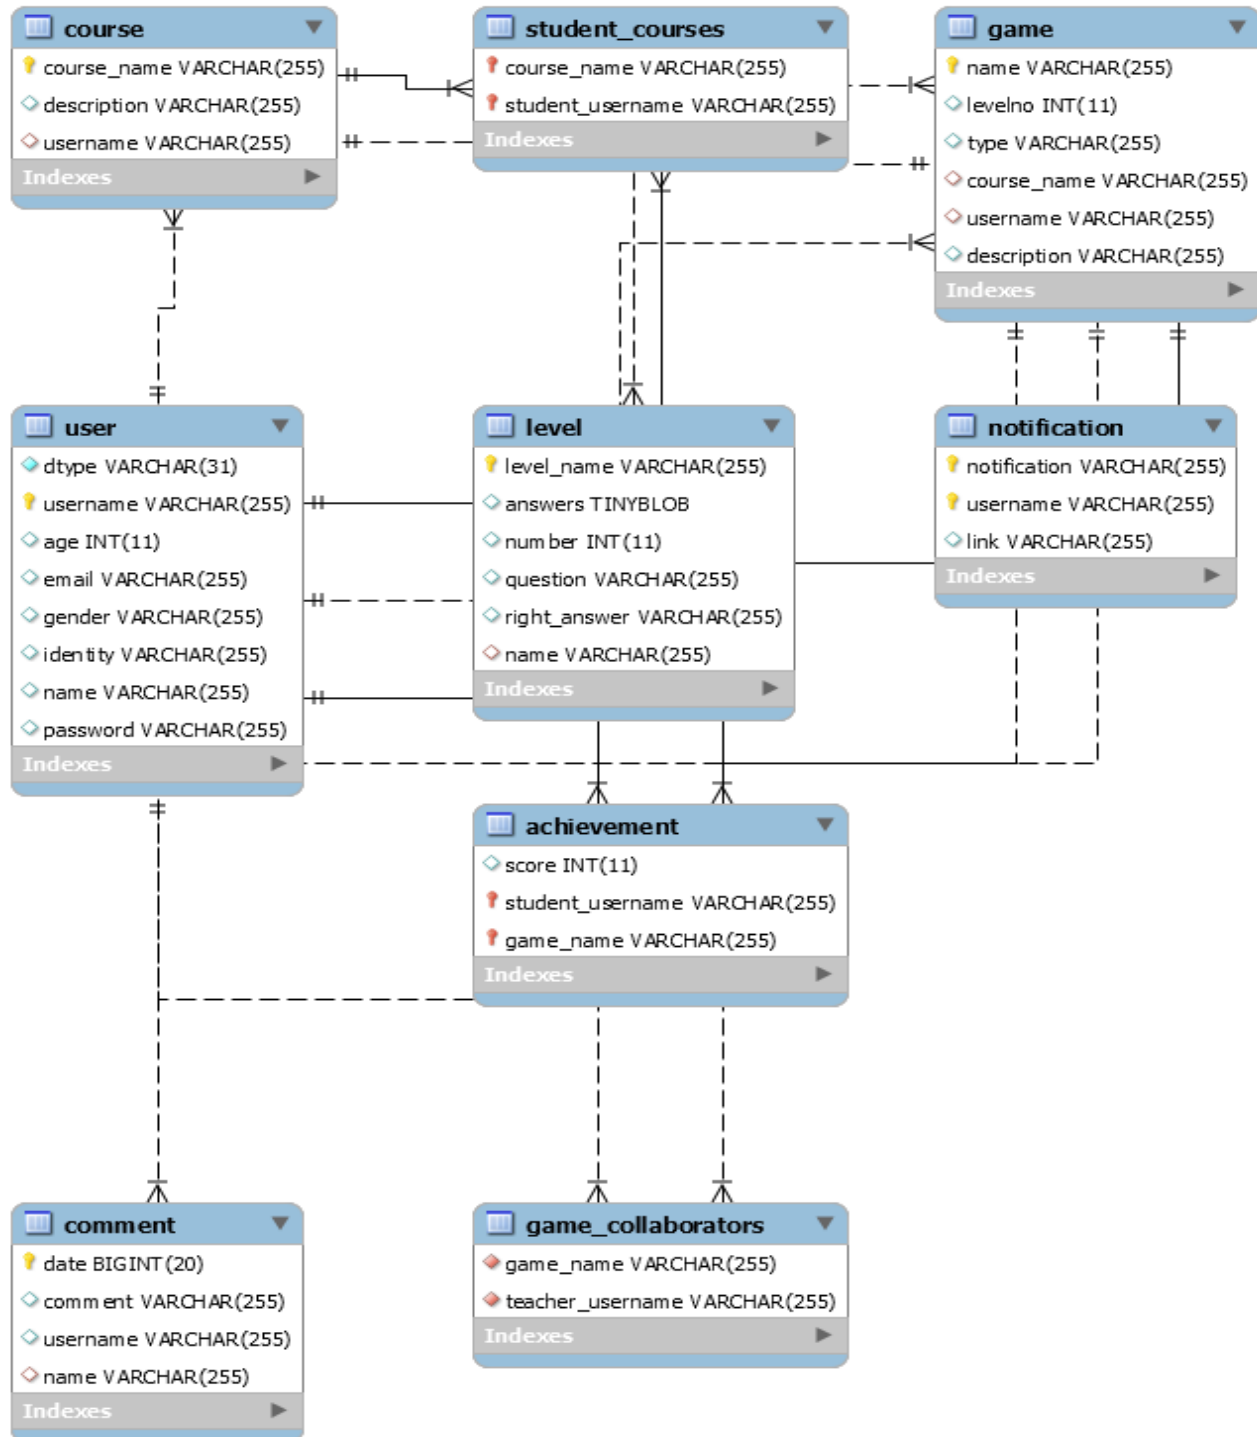 course
course_name VARCHAR(255)
description VARCHAR(255)
username VARCHAR(255)
Indexes
student_courses
course_name VARCHAR(255)
student_username VARCHAR(255)
Indexes
game
name VARCHAR(255)
levelno INT(11)
type VARCHAR(255)
course_name VARCHAR(255)
username VARCHAR(255)
description VARCHAR(255)
Indexes
user
dtype VARCHAR(31)
username VARCHAR(255)
age INT(11)
email VARCHAR(255)
gender VARCHAR(255)
identity VARCHAR(255)
name VARCHAR(255)
password VARCHAR(255)
Indexes
level
level_name VARCHAR(255)
answers TINYBLOB
number INT(11)
question VARCHAR(255)
right_answer VARCHAR(255)
name VARCHAR(255)
Indexes
notification
notification VARCHAR(255)
username VARCHAR(255)
link VARCHAR(255)
Indexes
achievement
score INT(11)
student_username VARCHAR(255)
game_name VARCHAR(255)
Indexes
comment
date BIGINT(20)
comment VARCHAR(255)
username VARCHAR(255)
name VARCHAR(255)
Indexes
game_collaborators
game_name VARCHAR(255)
teacher_username VARCHAR(255)
Indexes